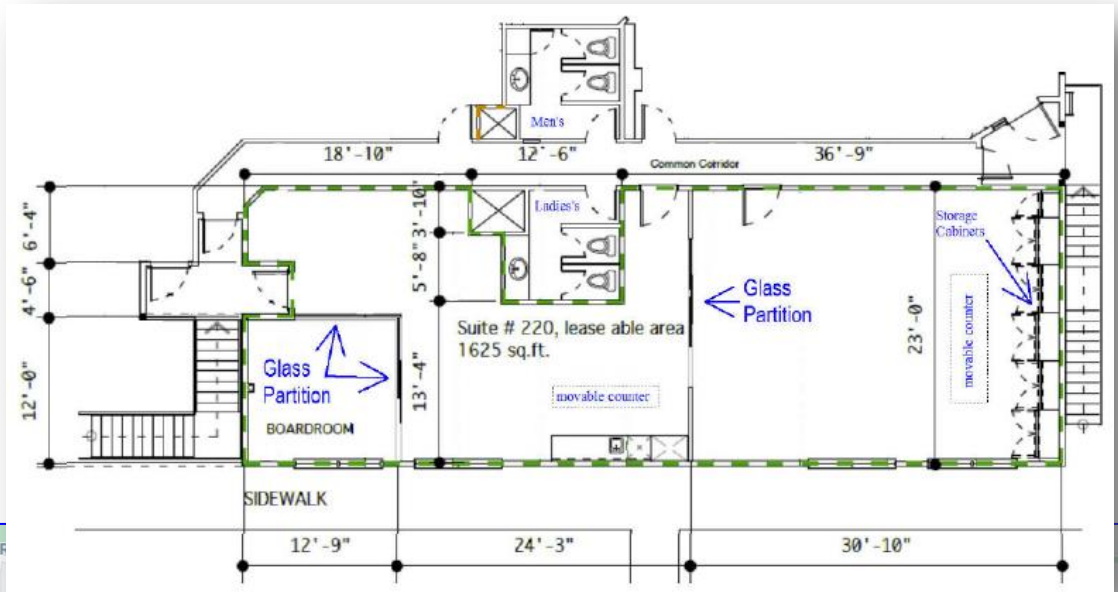 Men's
18'-10"
12'-6"
Common Corridor
36'-9"
6'-4"
3'-10"
Ladies's
Storage
Cabinets
4'-6"
5'-8"
Glass
Partition
Suite # 220, lease able area
1625 sq.ft.
23'-0"
movable counter
12'-0"
Glass
Partition
13'-4"
movable counter
BOARDROOM
SIDEWALK
R
12'-9"
24'-3"
30'-10"